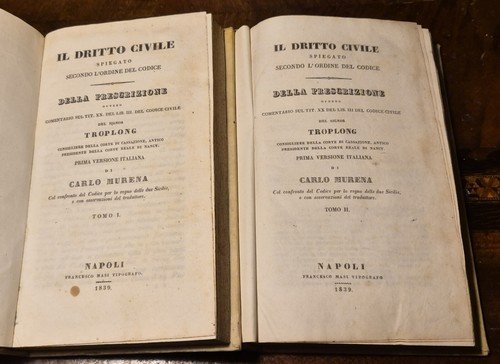 IL DRITTO CIVILE
SPIEGATO
SECONDO L'ORDINE DEL CODICE
DELLA PRESCRIZIONE
OVVERO
COMENTARIO SUL TIT. XX. DEL LIB. III DEL CODICE CIVILE
DEL SIGNOR
TROPLONG
CONSIGLIERE DELLA CORTE DI CASSAZIONE, ANTICO
PRESIDENTE DELLA CORTE REALE DI NANCY.
PRIMA VERSIONE ITALIANA
DI
CARLO MURENA
Col confronto del Codice per lo regno delle due Sicilie,
e con osservazioni del traduttore.
TOMO I.
NAPOLI
FRANCESCO MASI TIPOGRAFO.
1839.
IL DRITTO CIVILE
SPIEGATO
SECONDO L'ORDINE DEL CODICE
DELLA PRESCRIZIONE
OVVERO
COMENTARIO SUL TIT. XX. DEL LIB. III DEL CODICE CIVILE
DEL SIGNOR
TROPLONG
CONSIGLIERE DELLA CORTE DI CASSAZIONE, ANTICO
PRESIDENTE DELLA CORTE REALE DI NANCY.
PRIMA VERSIONE ITALIANA
DI
CARLO MURENA
Col confronto del Codice per lo regno delle due Sicilie,
e con osservazioni del traduttore.
TOMO II.
NAPOLI
FRANCESCO MASI TIPOGRAFO.
1839.